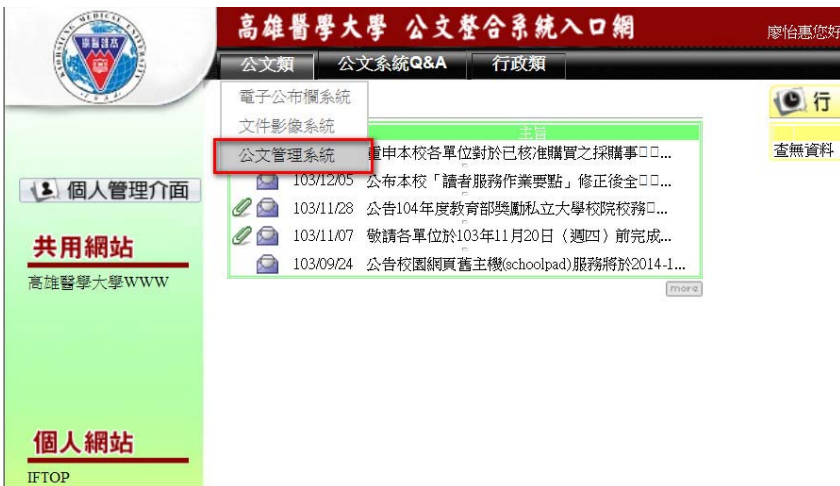 高雄醫學大學 公文整合系統入口網
廖怡惠您好
公文類 公文系統Q&A 行政類
電子公布欄系統
文件影像系統
公文管理系統
主旨
重申本校各單位對於已核准購買之採購事□□...
103/12/05 公布本校「讀者服務作業要點」修正後全□□...
103/11/28 公告104年度教育部獎勵私立大學校院校務□...
103/11/07 敬請各單位於103年11月20日（週四）前完成...
103/09/24 公告校園網頁舊主機(schoolpad)服務將於2014-1...
more
行
查無資料
個人管理介面
共用網站
高雄醫學大學WWW
個人網站
IFTOP